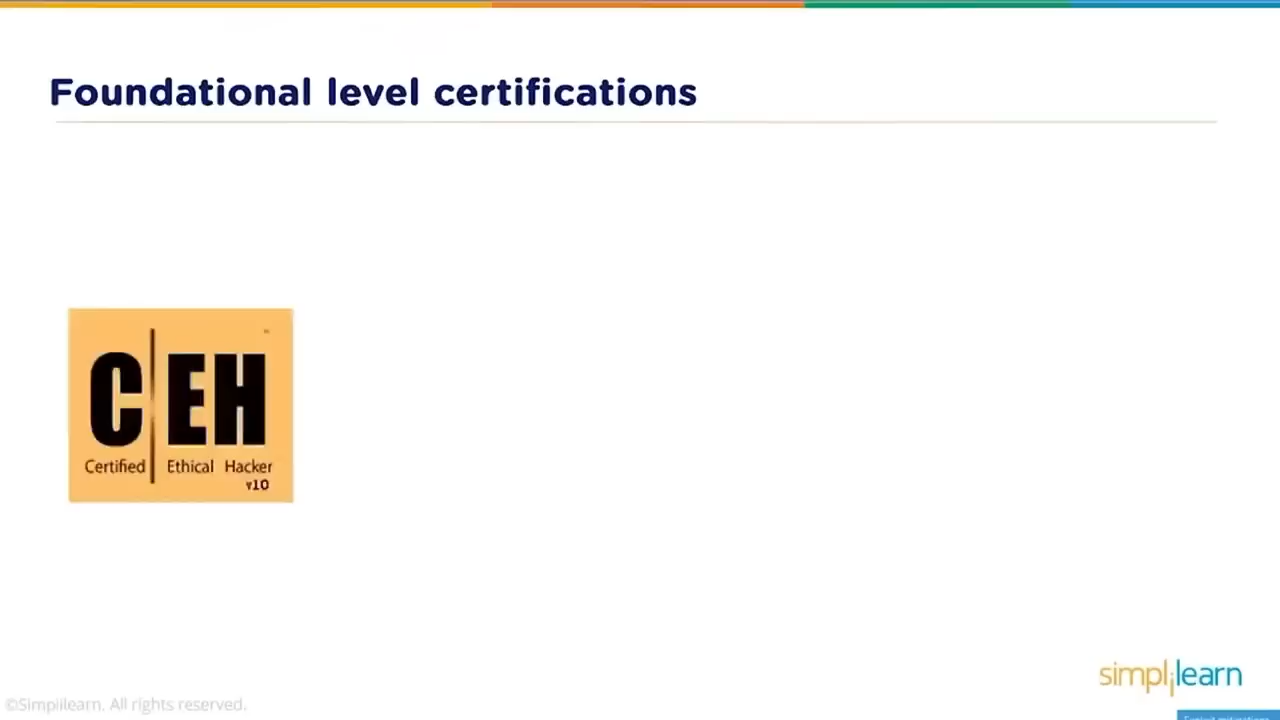 Foundational level certifications
C EH
Certified Ethical Hacker
v10
simplilearn
©Simplilearn. All rights reserved.